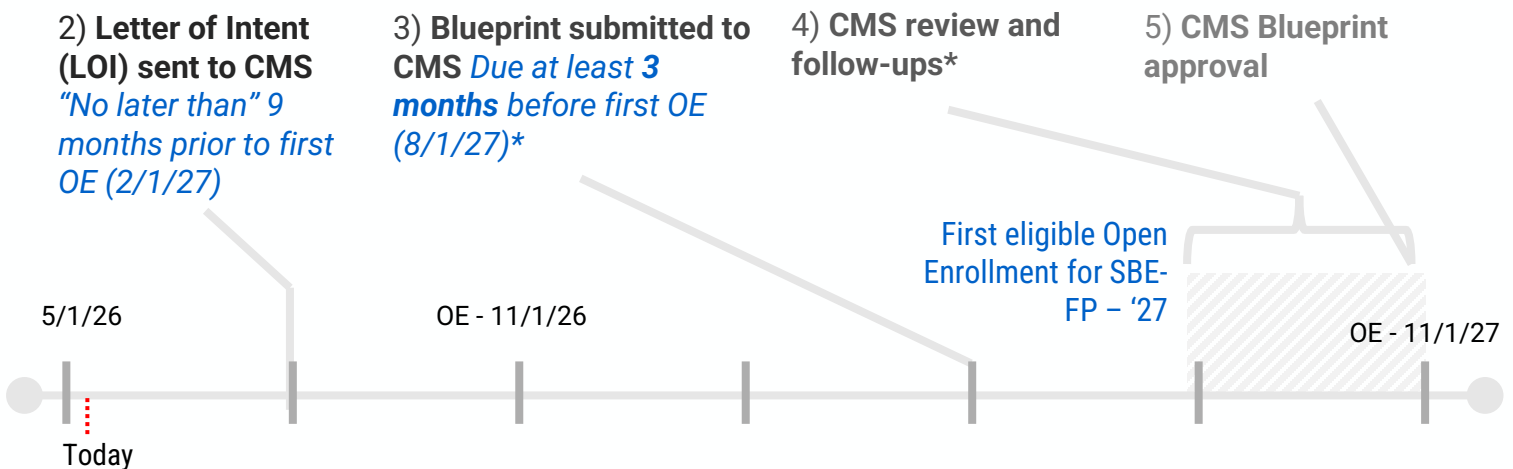 2) Letter of Intent
(LOI) sent to CMS
“No later than” 9
months prior to first
OE (2/1/27)
3) Blueprint submitted to
CMS Due at least 3
months before first OE
(8/1/27)*
4) CMS review and
follow-ups*
5) CMS Blueprint
approval
First eligible Open
Enrollment for SBE-
FP – ‘27
5/1/26
OE - 11/1/26
OE - 11/1/27
Today